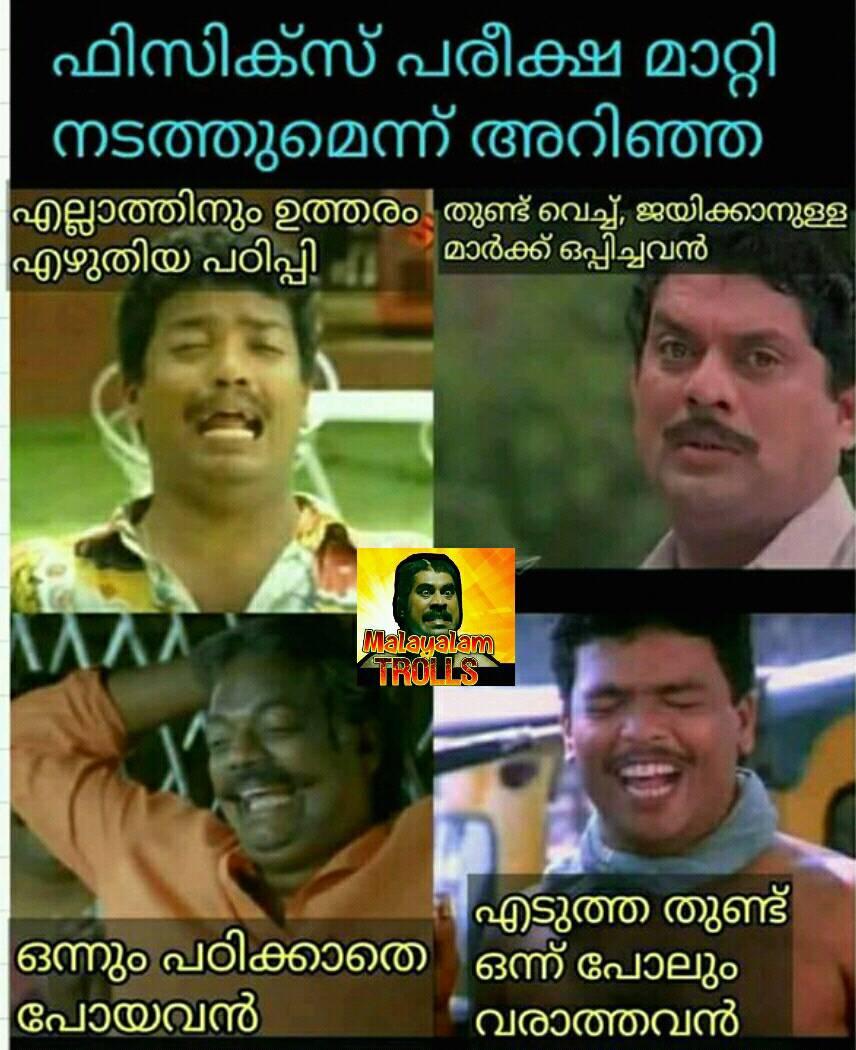 ഫിസിക്സ് പരീക്ഷ മാറ്റി
നടത്തുമെന്ന് അറിഞ്ഞ
എല്ലാത്തിനും ഉത്തരം
എഴുതിയ പഠിപ്പി
തുണ്ട് വെച്ച്, ജയിക്കാനുള്ള
മാർക്ക് ഒപ്പിച്ചവൻ
Malayalam
TROLLS
ഒന്നും പഠിക്കാതെ
പോയവൻ
എടുത്ത തുണ്ട്
ഒന്ന് പോലും
വരാത്തവൻ